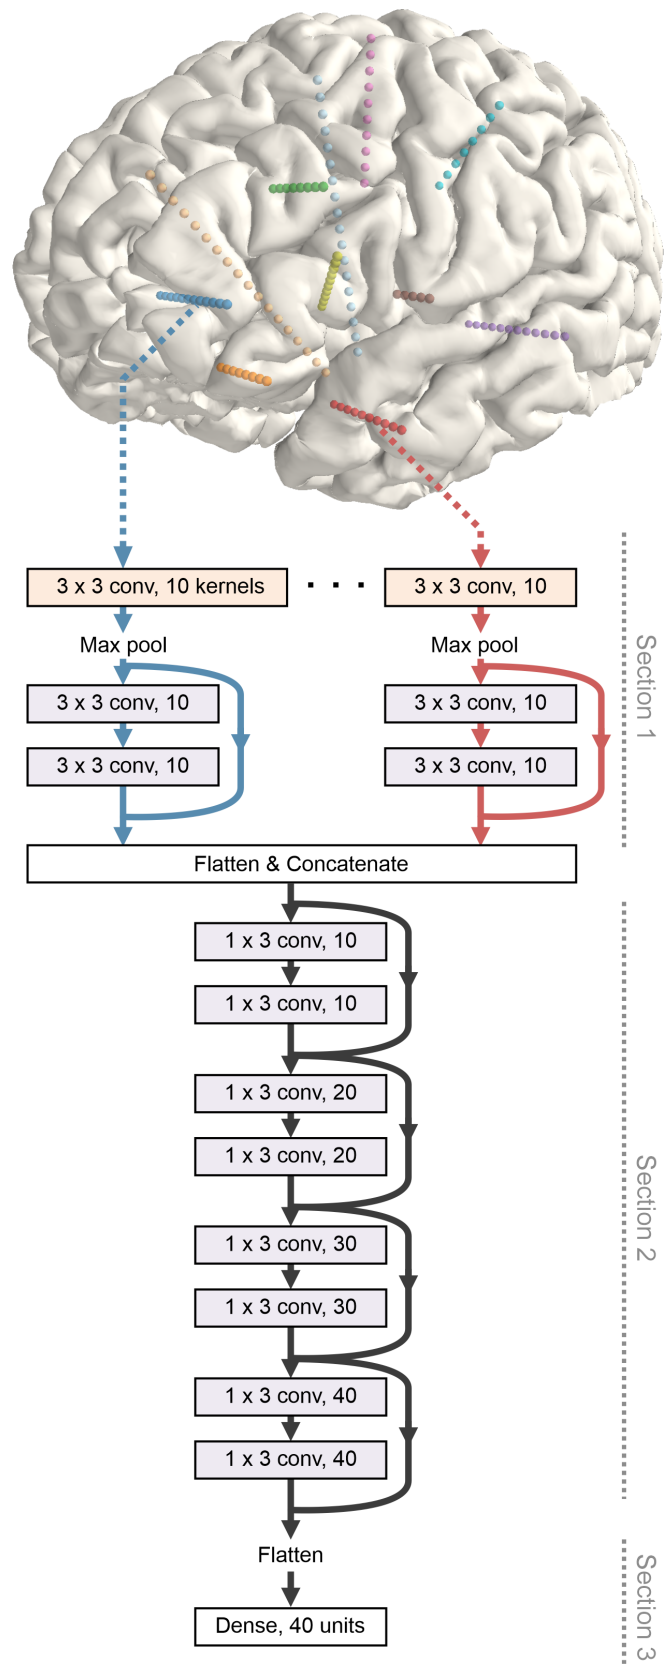 3 x 3 conv, 10 kernels
. . .
3 x 3 conv, 10
Max pool
Max pool
3 x 3 conv, 10
3 x 3 conv, 10
3 x 3 conv, 10
3 x 3 conv, 10
Section 1
Flatten & Concatenate
1 x 3 conv, 10
1 x 3 conv, 10
1 x 3 conv, 20
1 x 3 conv, 20
Section 2
1 x 3 conv, 30
1 x 3 conv, 30
1 x 3 conv, 40
1 x 3 conv, 40
Flatten
Dense, 40 units
Section 3